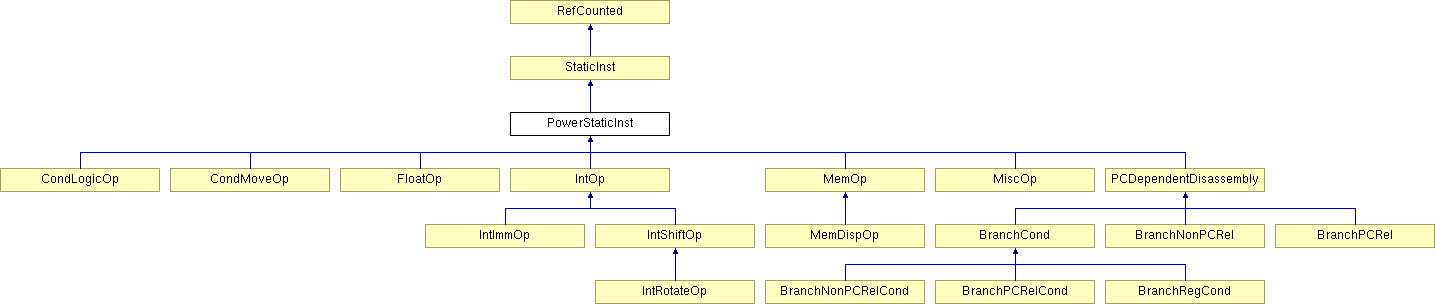 RefCounted
StaticInst
PowerStaticInst
CondLogicOp
CondMoveOp
FloatOp
IntOp
MemOp
MiscOp
PCDependentDisassembly
IntImmOp
IntShiftOp
MemDispOp
BranchCond
BranchNonPCRel
BranchPCRel
IntRotateOp
BranchNonPCRelCond
BranchPCRelCond
BranchRegCond